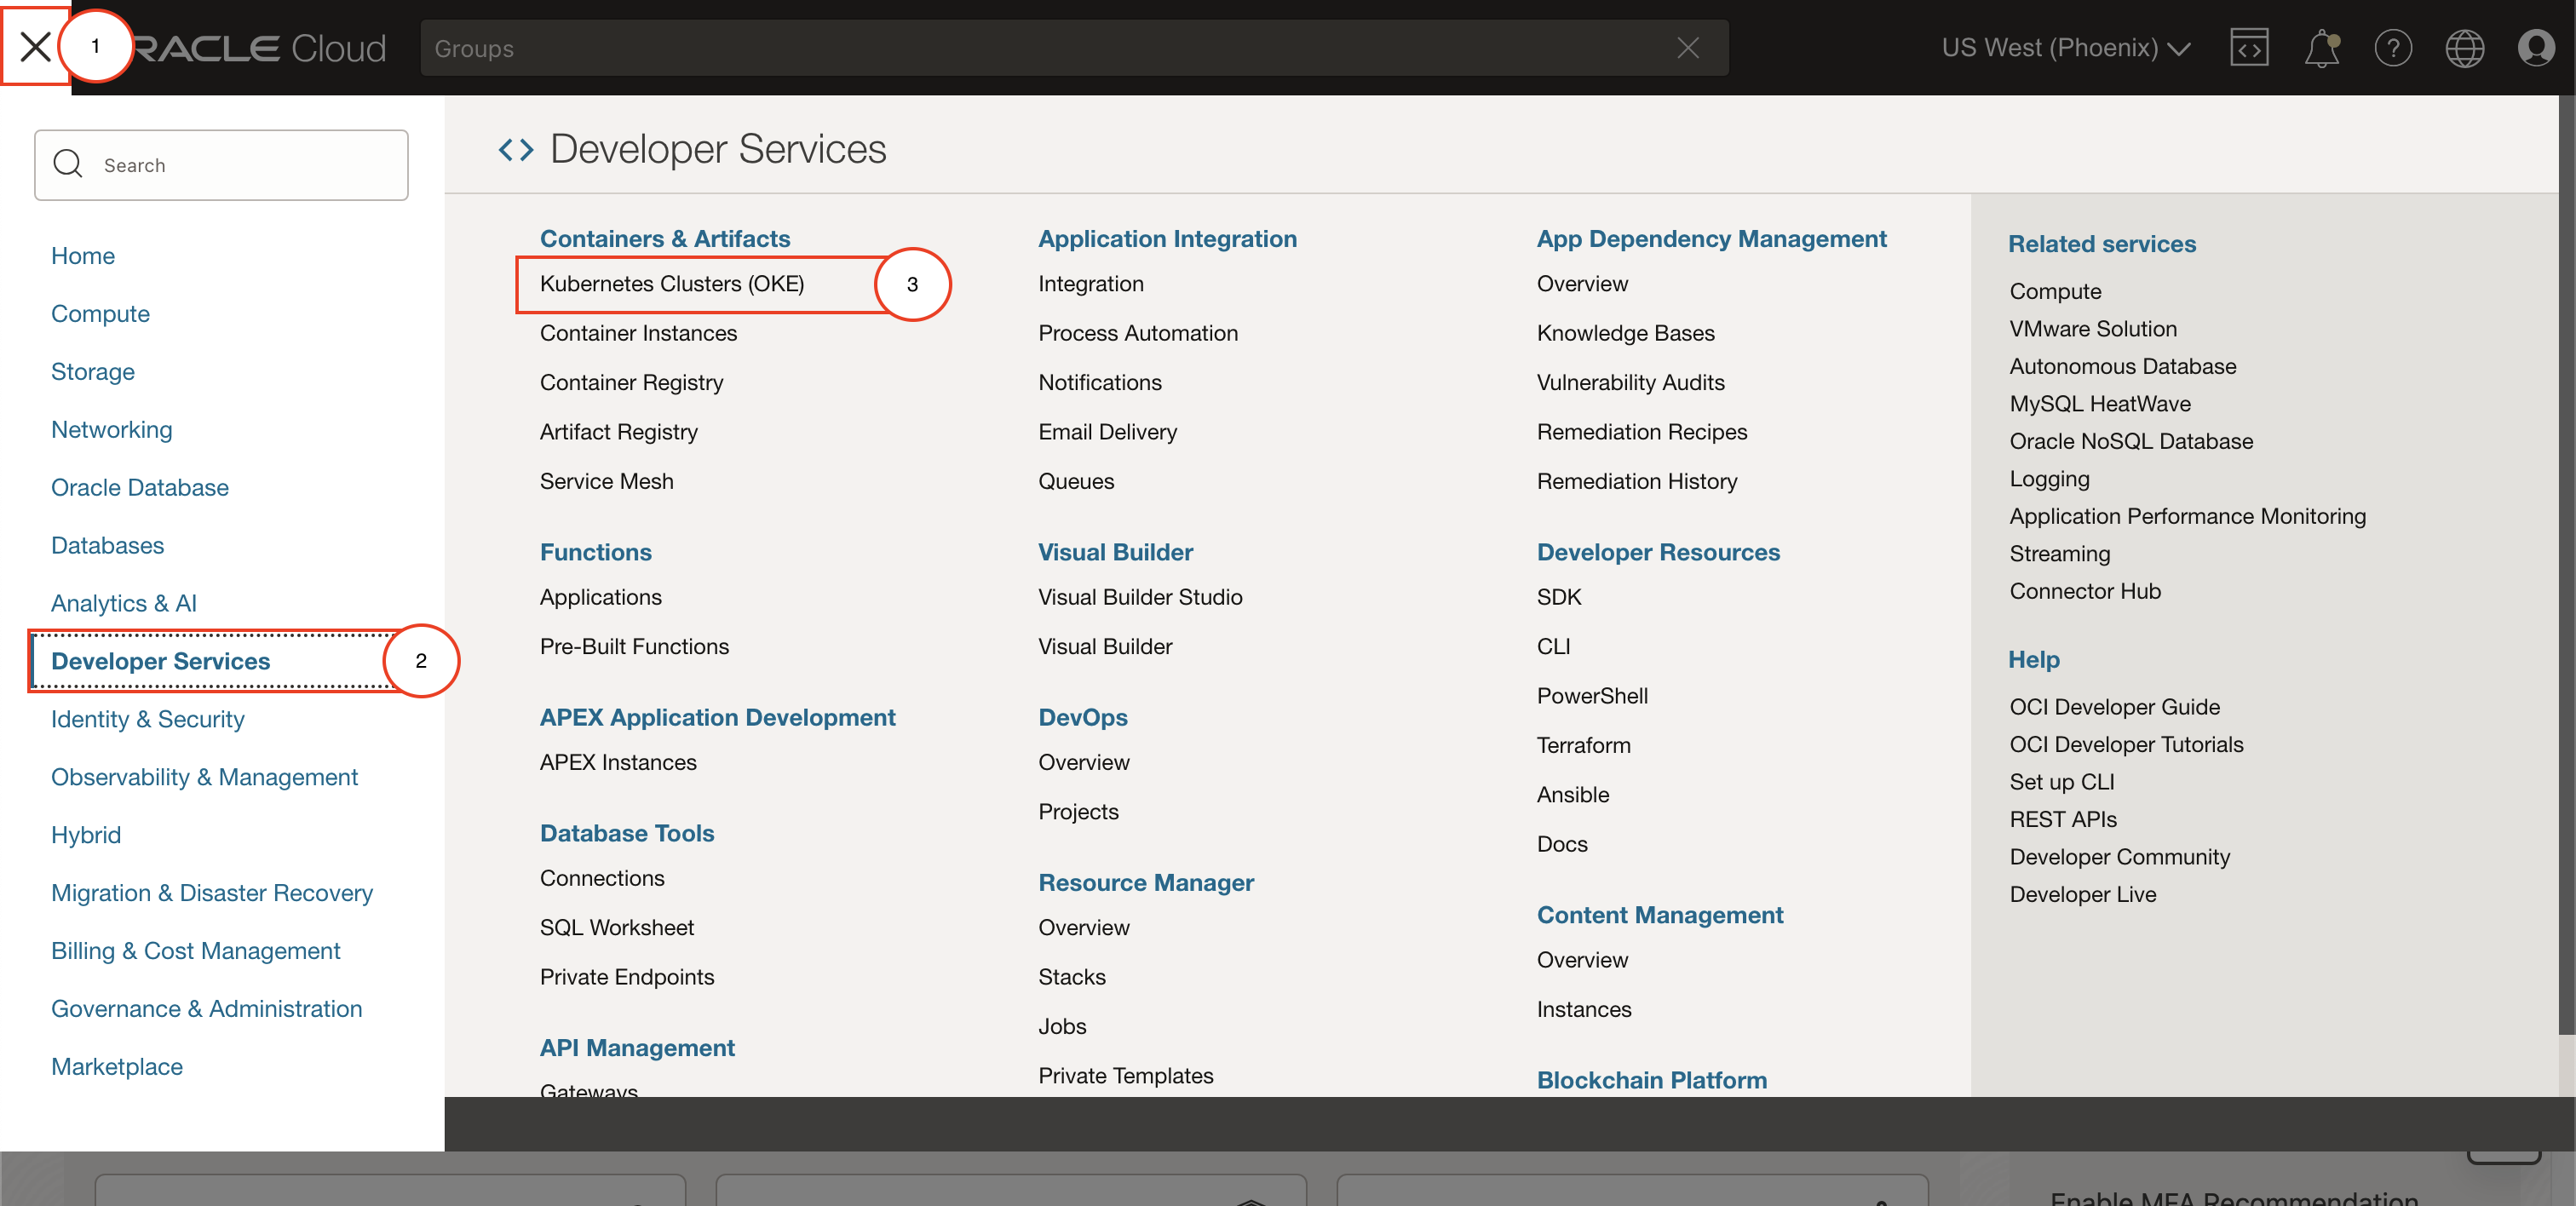 1
RACLE Cloud
Groups
US West (Phoenix)
?
Search
Home
Compute
Storage
Networking
Oracle Database
Databases
Analytics & AI
Developer Services
2
Identity & Security
Observability & Management
Hybrid
Migration & Disaster Recovery
Billing & Cost Management
Governance & Administration
Marketplace
Developer Services
Containers & Artifacts
Kubernetes Clusters (OKE)
3
Container Instances
Container Registry
Artifact Registry
Service Mesh
Functions
Applications
Pre-Built Functions
APEX Application Development
APEX Instances
Database Tools
Connections
SQL Worksheet
Private Endpoints
API Management
Gateways
Application Integration
Integration
Process Automation
Notifications
Email Delivery
Queues
Visual Builder
Visual Builder Studio
Visual Builder
DevOps
Overview
Projects
Resource Manager
Overview
Stacks
Jobs
Private Templates
App Dependency Management
Overview
Knowledge Bases
Vulnerability Audits
Remediation Recipes
Remediation History
Developer Resources
SDK
CLI
PowerShell
Terraform
Ansible
Docs
Content Management
Overview
Instances
Blockchain Platform
Related services
Compute
VMware Solution
Autonomous Database
MySQL HeatWave
Oracle NoSQL Database
Logging
Application Performance Monitoring
Streaming
Connector Hub
Help
OCI Developer Guide
OCI Developer Tutorials
Set up CLI
REST APIs
Developer Community
Developer Live
Enable MFA Recommendation